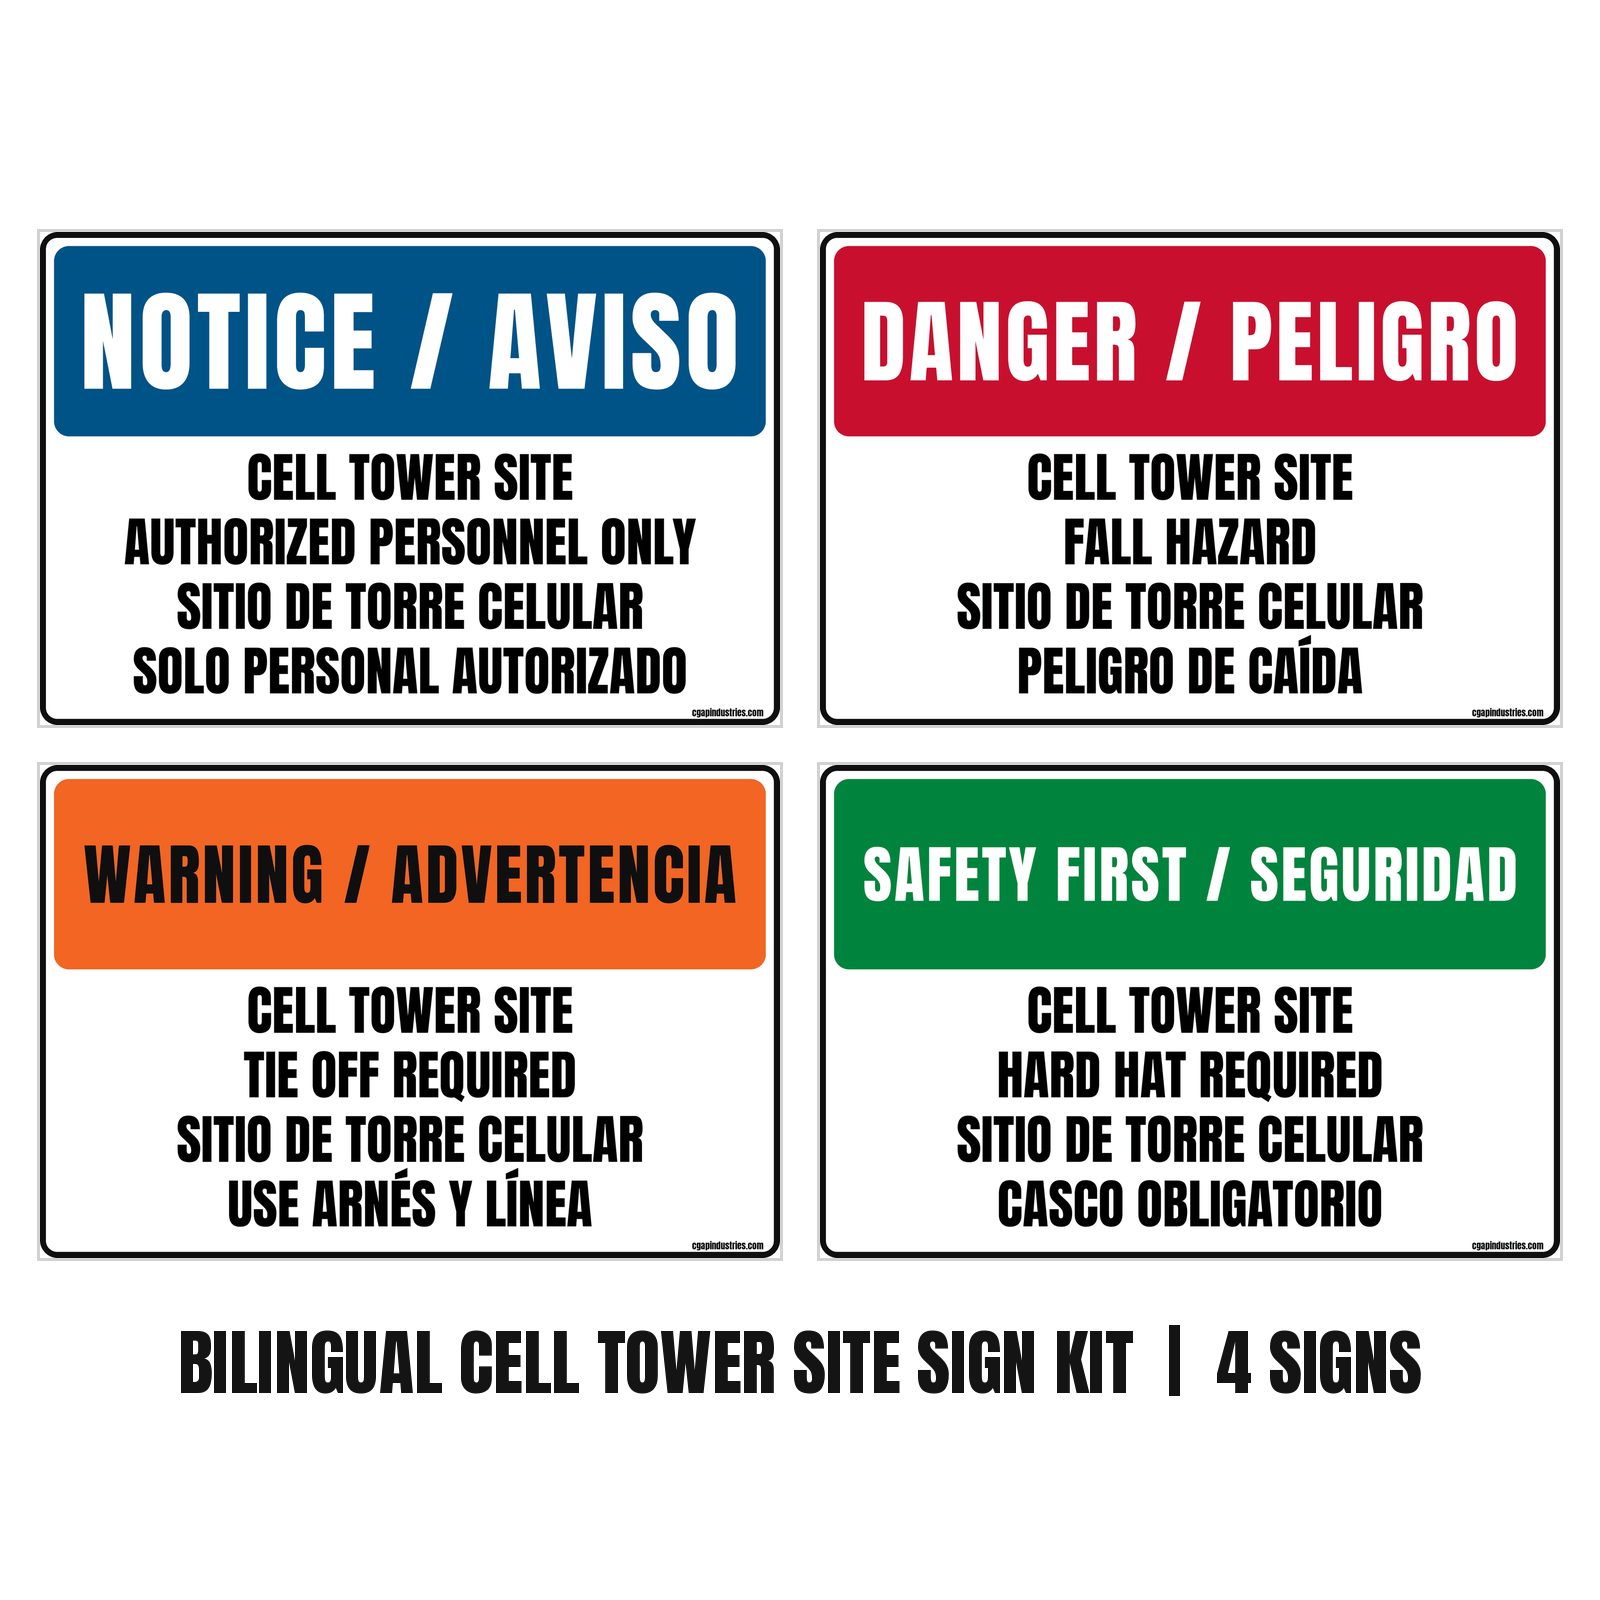 NOTICE / AVISO
CELL TOWER SITE
AUTHORIZED PERSONNEL ONLY
SITIO DE TORRE CELULAR
SOLO PERSONAL AUTORIZADO
cgapindustries.com
DANGER / PELIGRO
CELL TOWER SITE
FALL HAZARD
SITIO DE TORRE CELULAR
PELIGRO DE CAÍDA
cgapindustries.com
WARNING / ADVERTENCIA
CELL TOWER SITE
TIE OFF REQUIRED
SITIO DE TORRE CELULAR
USE ARNÉS Y LÍNEA
cgapindustries.com
SAFETY FIRST / SEGURIDAD
CELL TOWER SITE
HARD HAT REQUIRED
SITIO DE TORRE CELULAR
CASCO OBLIGATORIO
cgapindustries.com
BILINGUAL CELL TOWER SITE SIGN KIT | 4 SIGNS